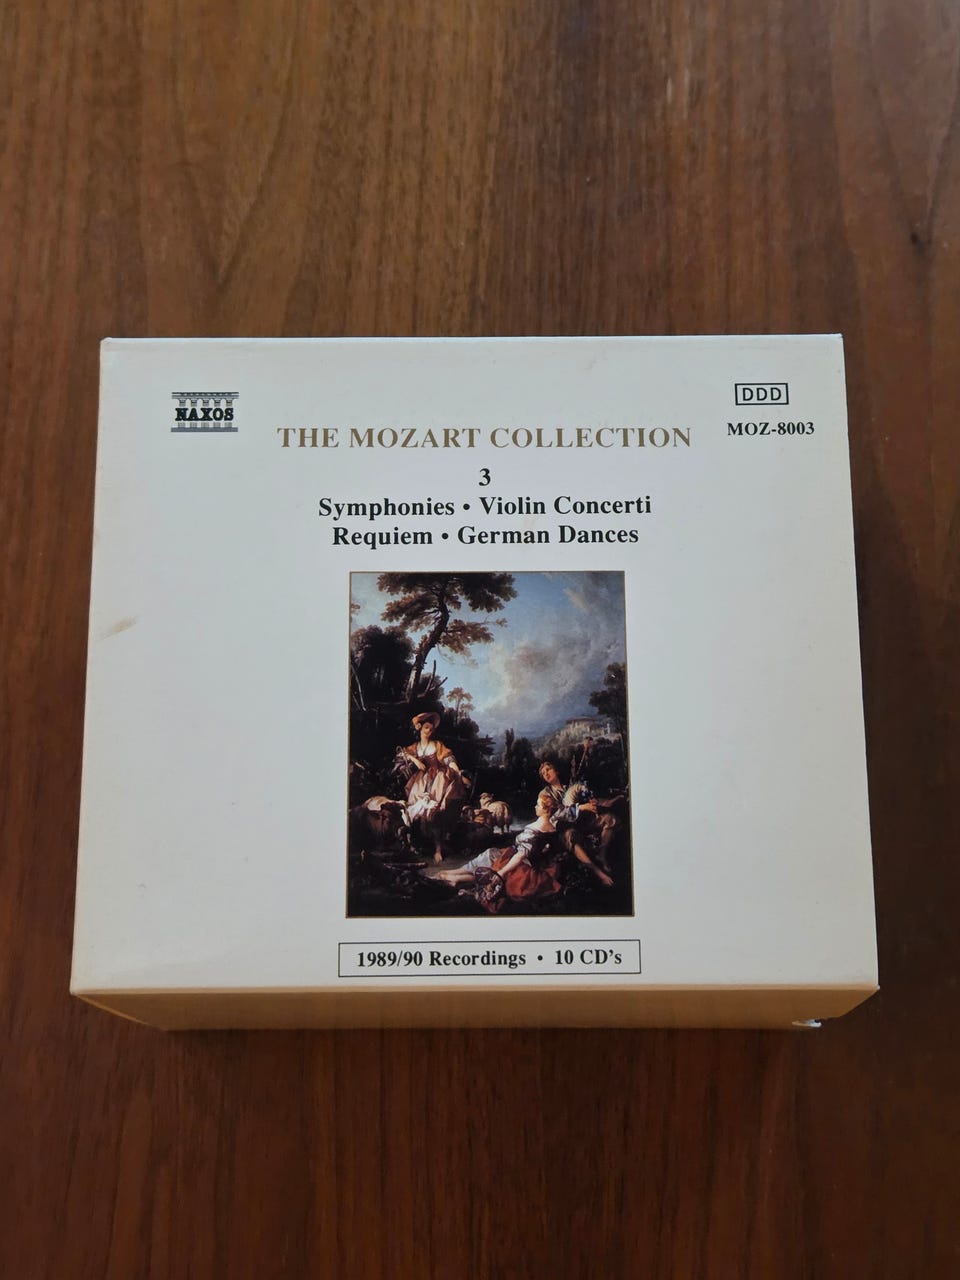 NAXOS
DDD
MOZ-8003
THE MOZART COLLECTION
3
Symphonies • Violin Concerti
Requiem • German Dances
1989/90 Recordings • 10 CD’s